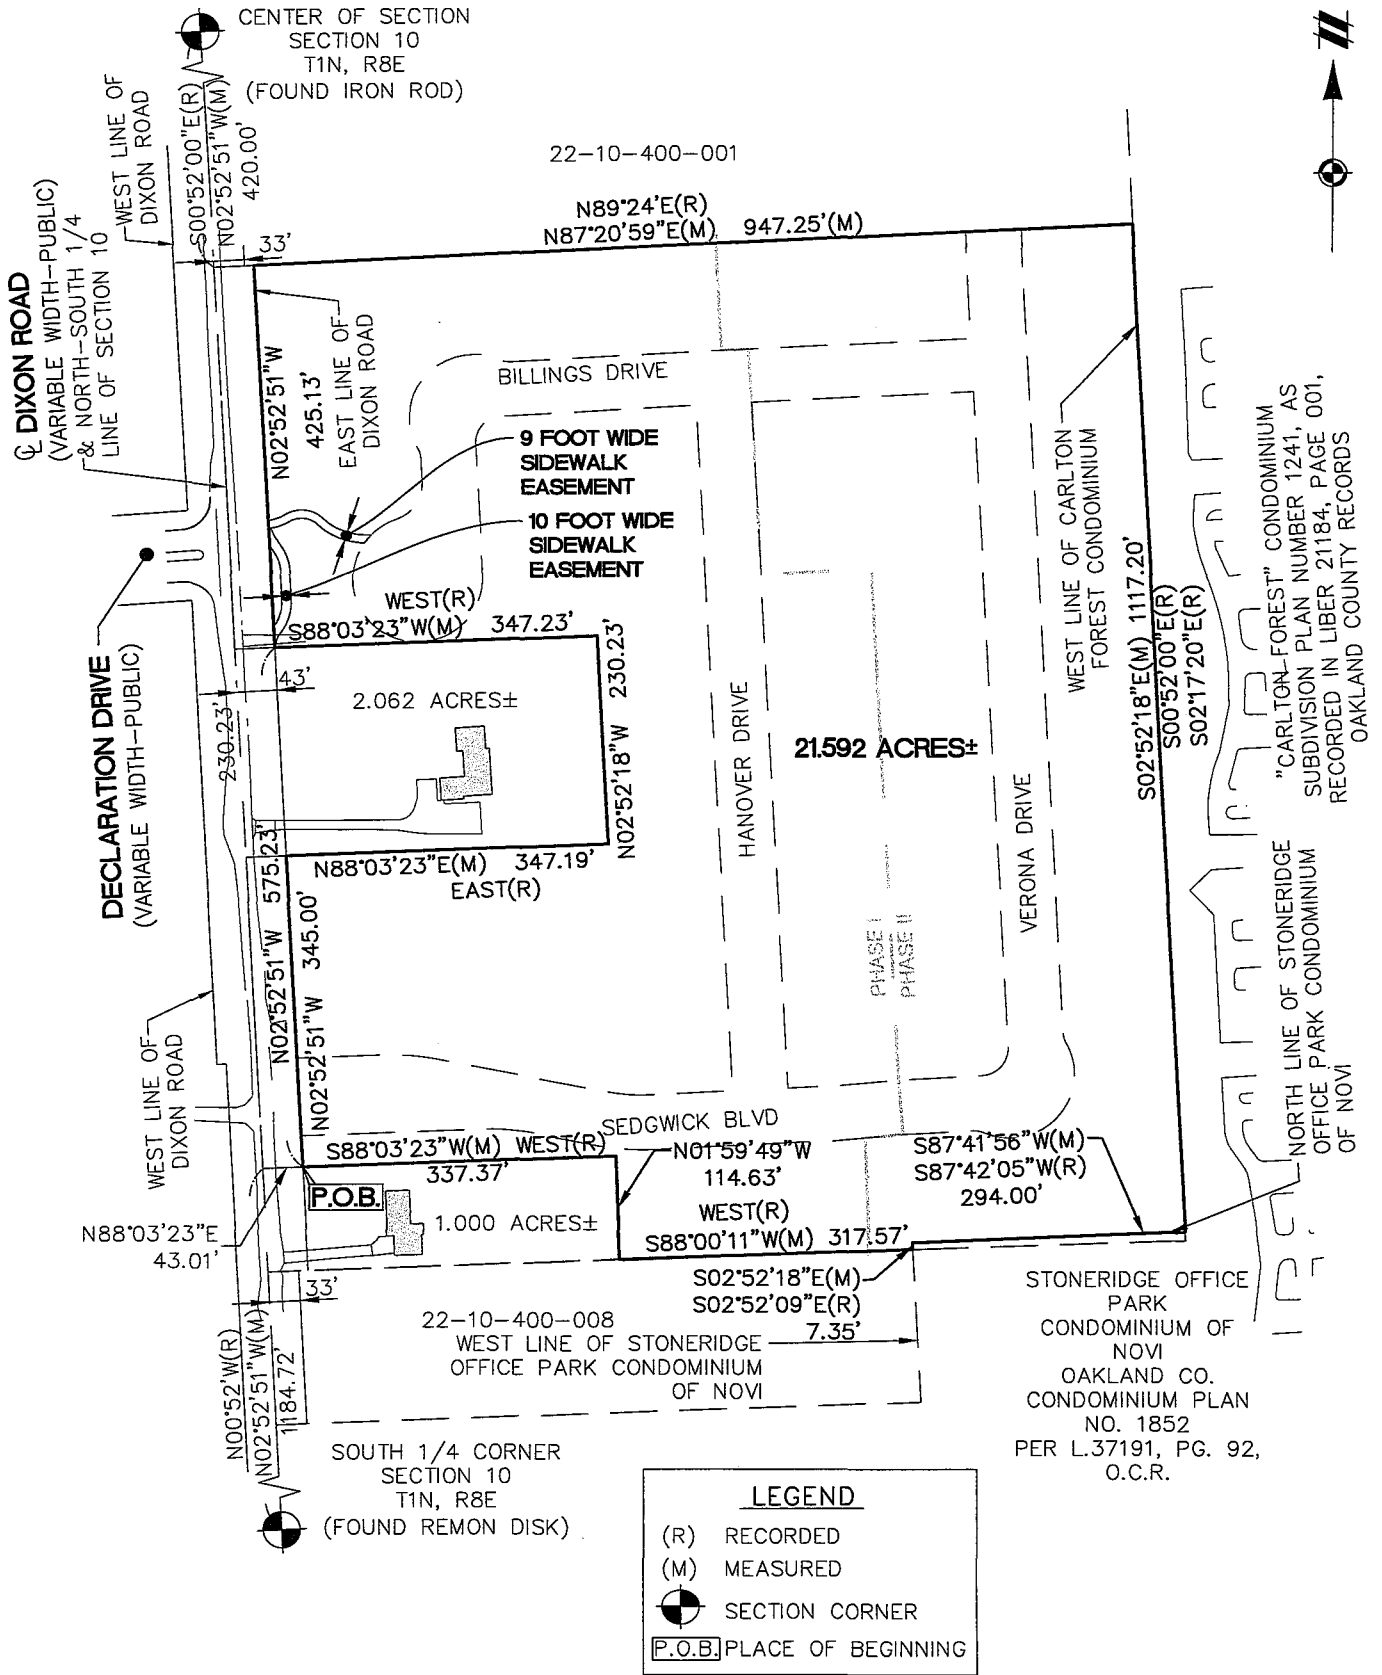 CENTER OF SECTION
SECTION 10
T1N, R8E
(FOUND IRON ROD)
WEST LINE OF
DIXON ROAD
S00°52'00"E(R)
N02°52'51"W(M)
420.00'
℄ DIXON ROAD
(VARIABLE WIDTH-PUBLIC)
& NORTH-SOUTH 1/4
LINE OF SECTION 10
33'
22-10-400-001
N89°24'E(R)
N87°20'59"E(M) 947.25'(M)
N02°52'51"W
425.13'
EAST LINE OF
DIXON ROAD
BILLINGS DRIVE
9 FOOT WIDE
SIDEWALK
EASEMENT
10 FOOT WIDE
SIDEWALK
EASEMENT
WEST LINE OF CARLTON
FOREST CONDOMINIUM
"CARLTON FOREST" CONDOMINIUM
SUBDIVISION PLAN NUMBER 1241, AS
RECORDED IN LIBER 21184, PAGE 001,
OAKLAND COUNTY RECORDS
WEST(R)
S88°03'23"W(M) 347.23'
43'
2.062 ACRES±
N02°52'18"W 230.23'
DECLARATION DRIVE
(VARIABLE WIDTH-PUBLIC)
230.23'
HANOVER DRIVE
21.592 ACRES±
VERONA DRIVE
S02°52'18"E(M) 1117.20'
S00°52'00"E(R)
S02°17'20"E(R)
N88°03'23"E(M) 347.19'
EAST(R)
N02°52'51"W 575.23'
N02°52'51"W 345.00'
PHASE I
PHASE II
WEST LINE OF
DIXON ROAD
NORTH LINE OF STONERIDGE
OFFICE PARK CONDOMINIUM
OF NOVI
SEDGWICK BLVD
S88°03'23"W(M) WEST(R)
337.37'
N01°59'49"W
114.63'
S87°41'56"W(M)
S87°42'05"W(R)
294.00'
P.O.B.
1.000 ACRES±
WEST(R)
S88°00'11"W(M) 317.57'
N88°03'23"E
43.01'
33'
S02°52'18"E(M)
S02°52'09"E(R)
7.35'
22-10-400-008
WEST LINE OF STONERIDGE
OFFICE PARK CONDOMINIUM
OF NOVI
STONERIDGE OFFICE
PARK
CONDOMINIUM OF
NOVI
OAKLAND CO.
CONDOMINIUM PLAN
NO. 1852
PER L.37191, PG. 92,
O.C.R.
N00°52'W(R)
N02°52'51"W(M)
1184.72'
SOUTH 1/4 CORNER
SECTION 10
T1N, R8E
(FOUND REMON DISK)
LEGEND
(R) RECORDED
(M) MEASURED
SECTION CORNER
P.O.B. PLACE OF BEGINNING